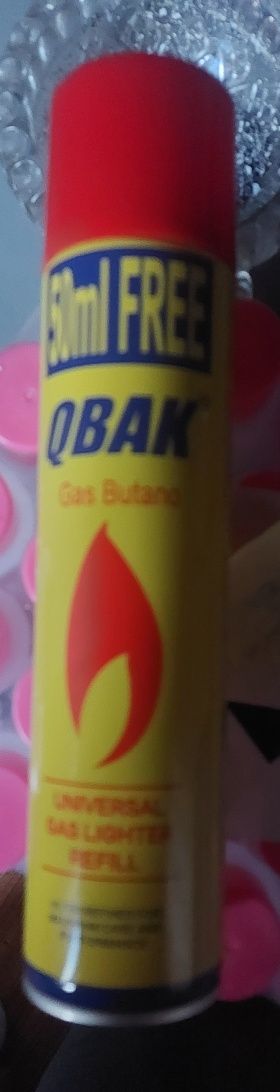 50ml FREE
QBAK
Gas Butano
UNIVERSAL
GAS LIGHTER
REFILL